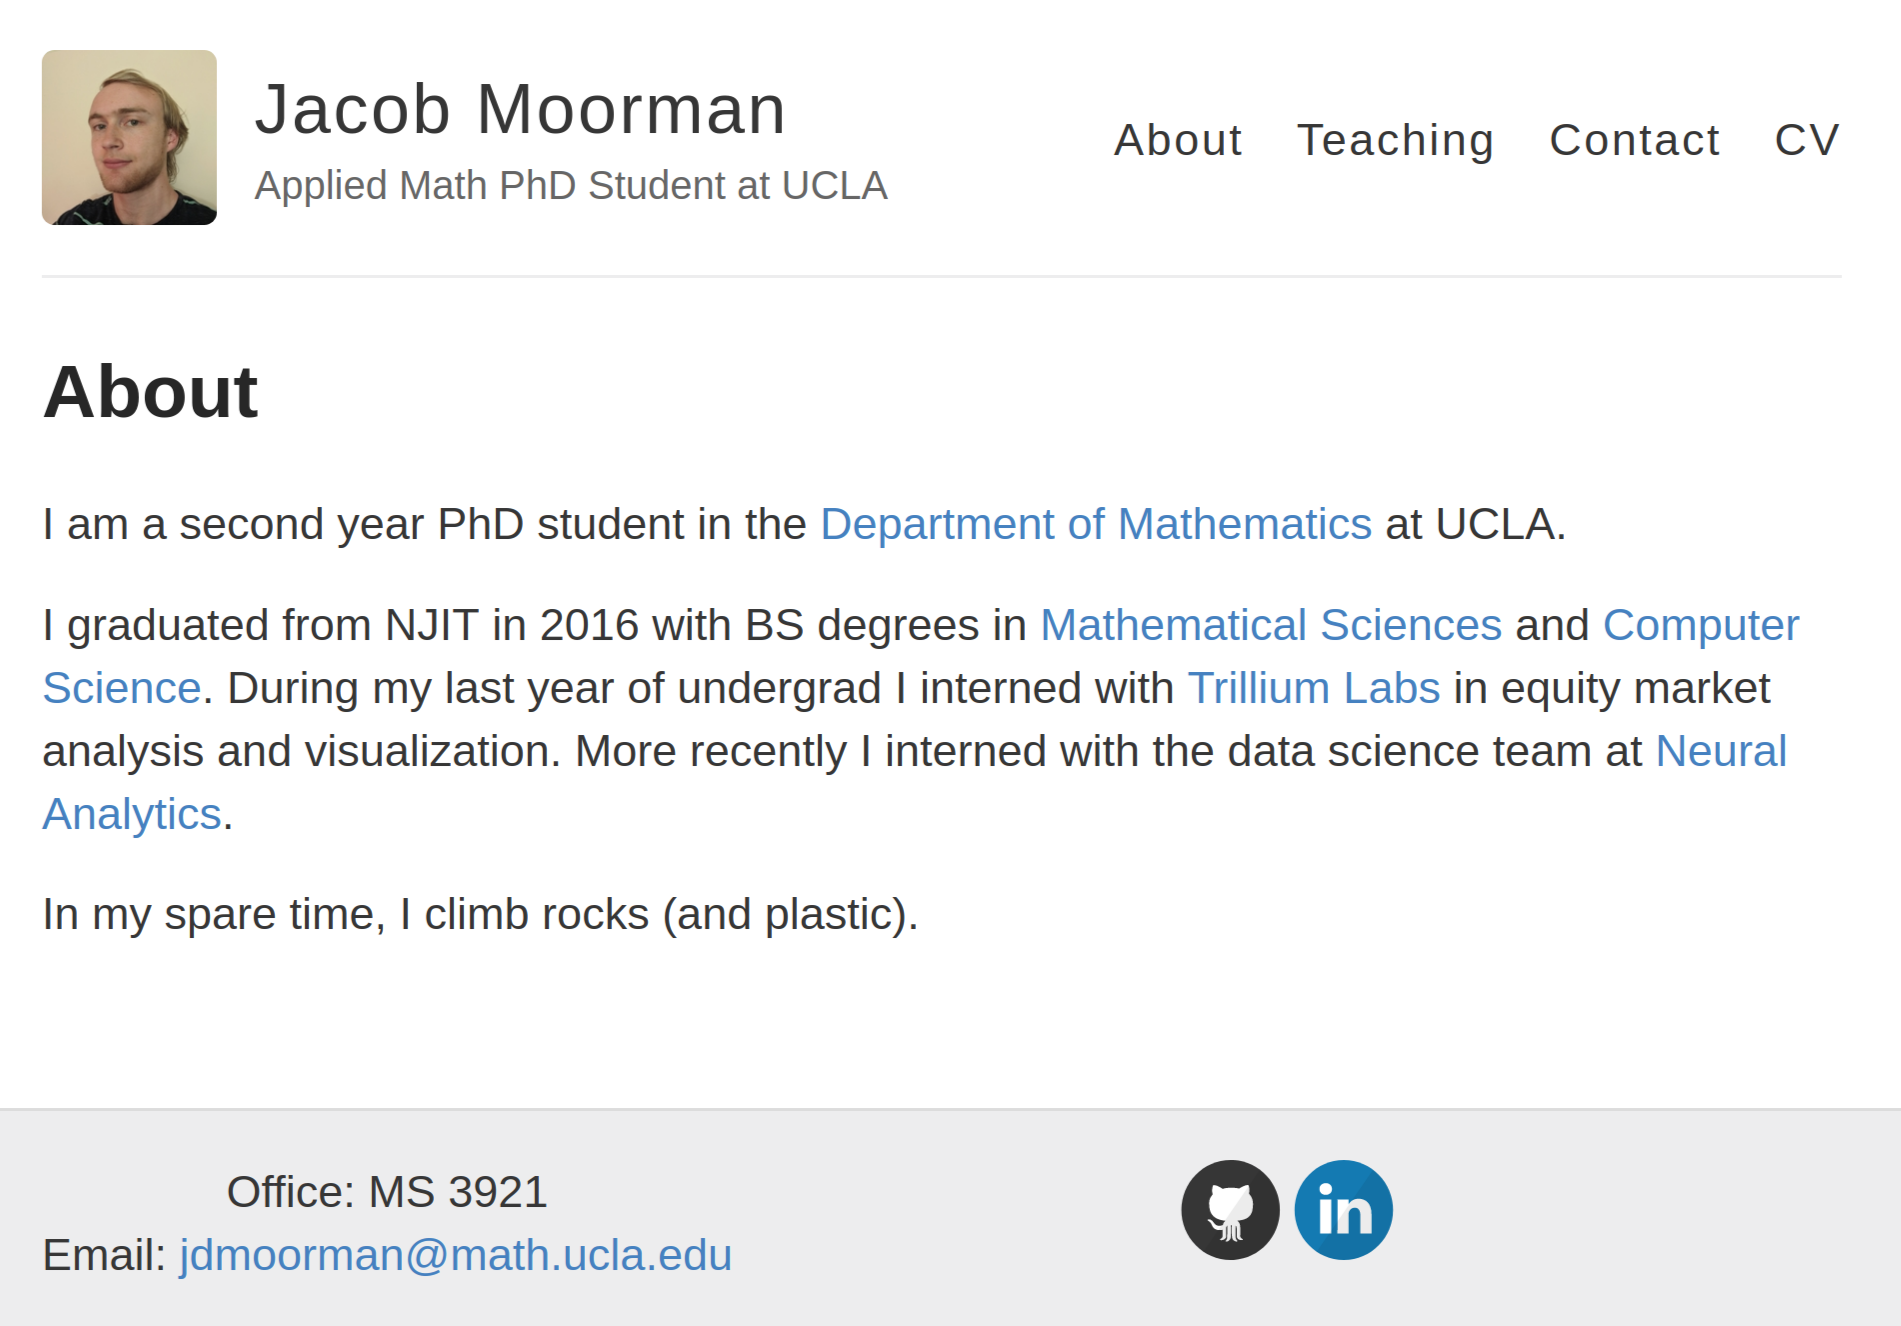 Jacob Moorman
Applied Math PhD Student at UCLA
About Teaching Contact CV
About
I am a second year PhD student in the Department of Mathematics at UCLA.
I graduated from NJIT in 2016 with BS degrees in Mathematical Sciences and Computer
Science. During my last year of undergrad I interned with Trillium Labs in equity market
analysis and visualization. More recently I interned with the data science team at Neural
Analytics.
In my spare time, I climb rocks (and plastic).
Office: MS 3921
Email: jdmoorman@math.ucla.edu
in